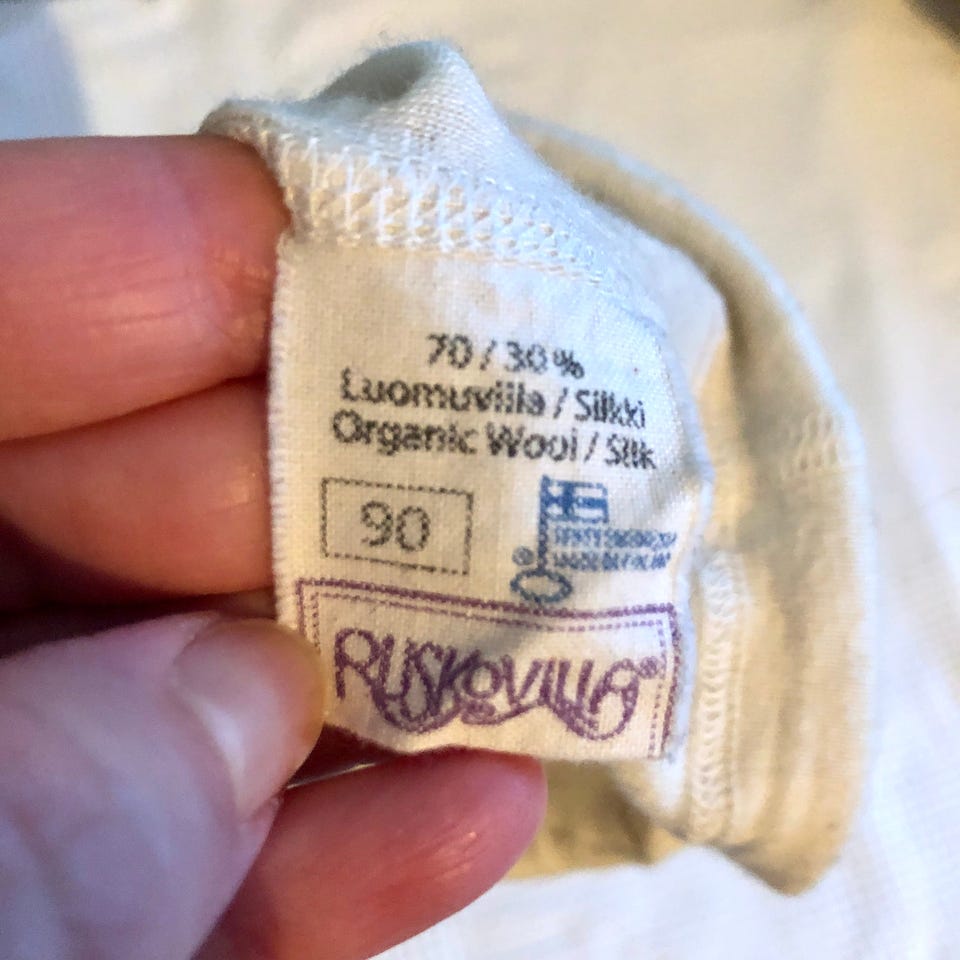 70 / 30 %
Luomuvilla / Silkki
Organic Wool / Silk
90
®
RUSKOVILLA®